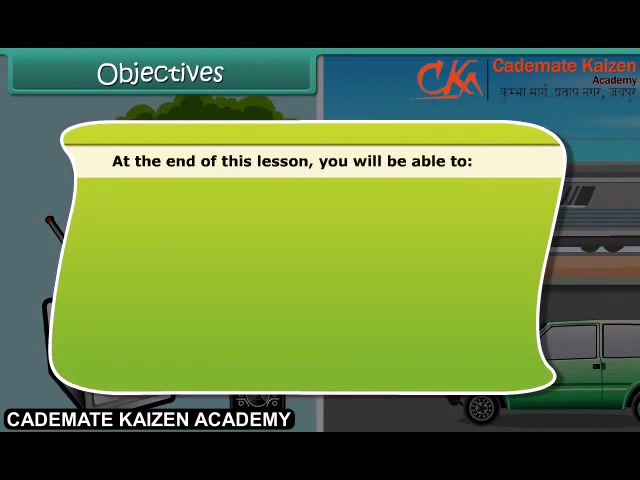 Objectives
CKA
Cademate Kaizen
Academy
कुम्भा मार्ग. प्रताप नगर, जयपुर
At the end of this lesson, you will be able to:
CADEMATE KAIZEN ACADEMY